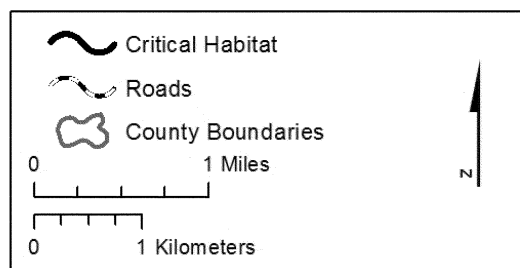 Critical Habitat
Roads
County Boundaries
0 1 Miles
0 1 Kilometers
N